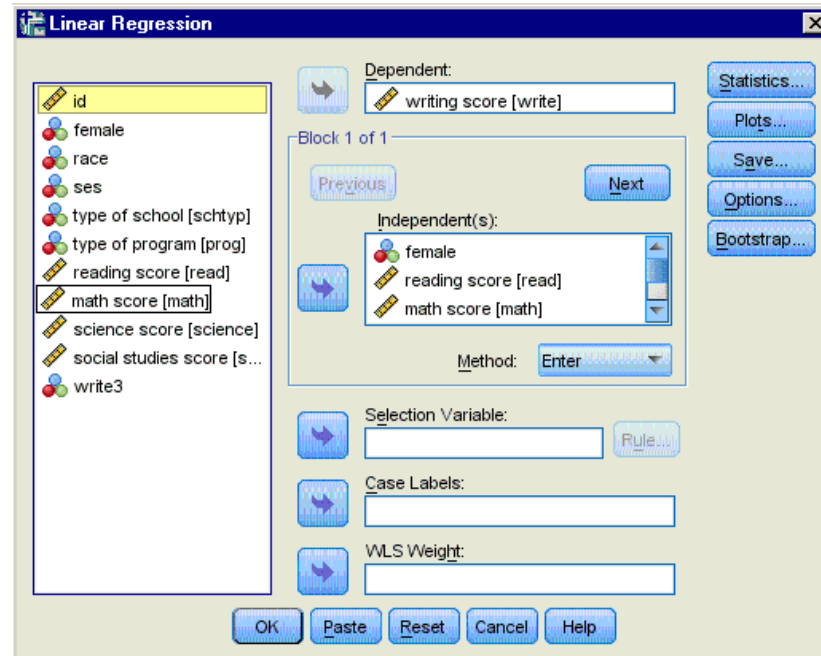 Linear Regression
id
female
race
ses
type of school [schtyp]
type of program [prog]
reading score [read]
math score [math]
science score [science]
social studies score [s...
write3
Dependent:
writing score [write]
Block 1 of 1
Previous
Next
Independent(s):
female
reading score [read]
math score [math]
Method: Enter
Selection Variable:
Rule...
Case Labels:
WLS Weight:
Statistics...
Plots...
Save...
Options...
Bootstrap...
OK Paste Reset Cancel Help